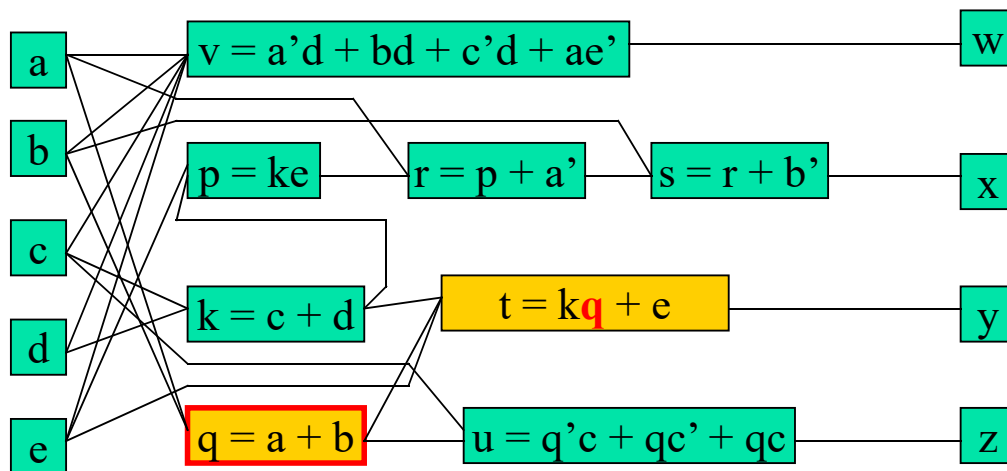 a
v = a’d + bd + c’d + ae’
w
b
p = ke
r = p + a’
s = r + b’
x
c
k = c + d
t = kq + e
d
y
e
q = a + b
u = q’c + qc’ + qc
z